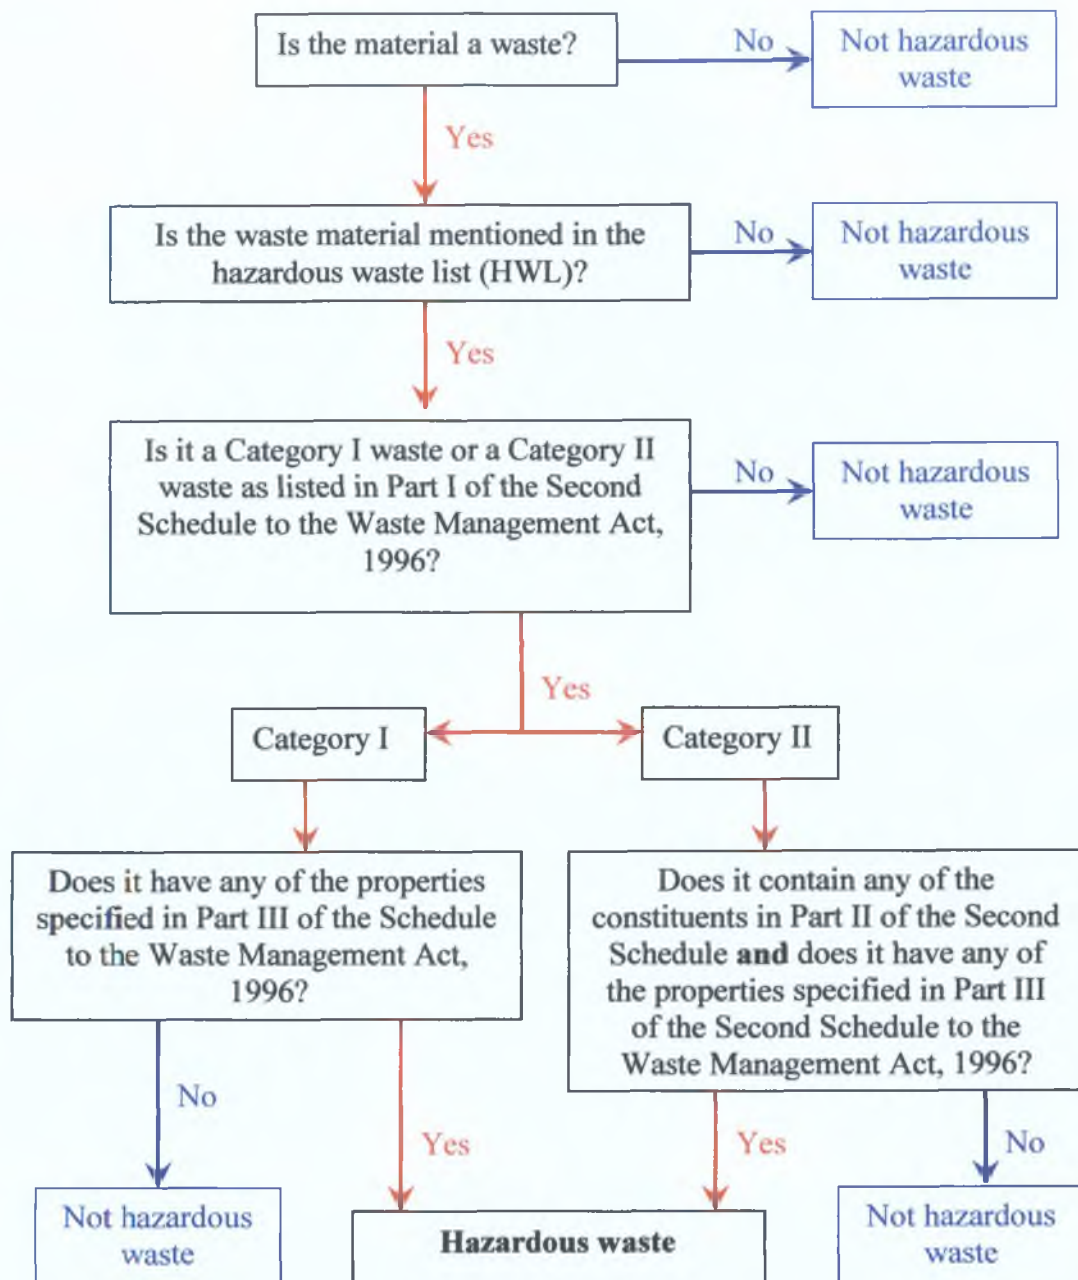 Is the material a waste?
No
Not hazardous
waste
Yes
Is the waste material mentioned in the
hazardous waste list (HWL)?
No
Not hazardous
waste
Yes
Is it a Category I waste or a Category II
waste as listed in Part I of the Second
Schedule to the Waste Management Act,
1996?
No
Not hazardous
waste
Yes
Category I
Category II
Does it have any of the properties
specified in Part III of the Schedule
to the Waste Management Act,
1996?
Does it contain any of the
constituents in Part II of the Second
Schedule and does it have any of
the properties specified in Part III
of the Second Schedule to the
Waste Management Act, 1996?
No
Yes
Yes
No
Not hazardous
waste
Hazardous waste
Not hazardous
waste